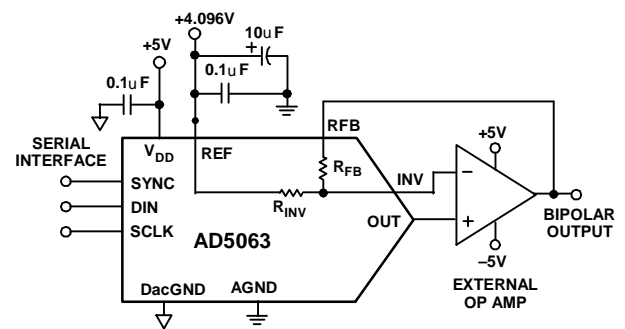 +4.096V
10uF
+
+5V
0.1uF
0.1uF
RFB
SERIAL
INTERFACE
VDD
REF
RFB
+5V
INV
–
SYNC
RINV
DIN
OUT
+
BIPOLAR
OUTPUT
SCLK
AD5063
–5V
EXTERNAL
OP AMP
DacGND
AGND